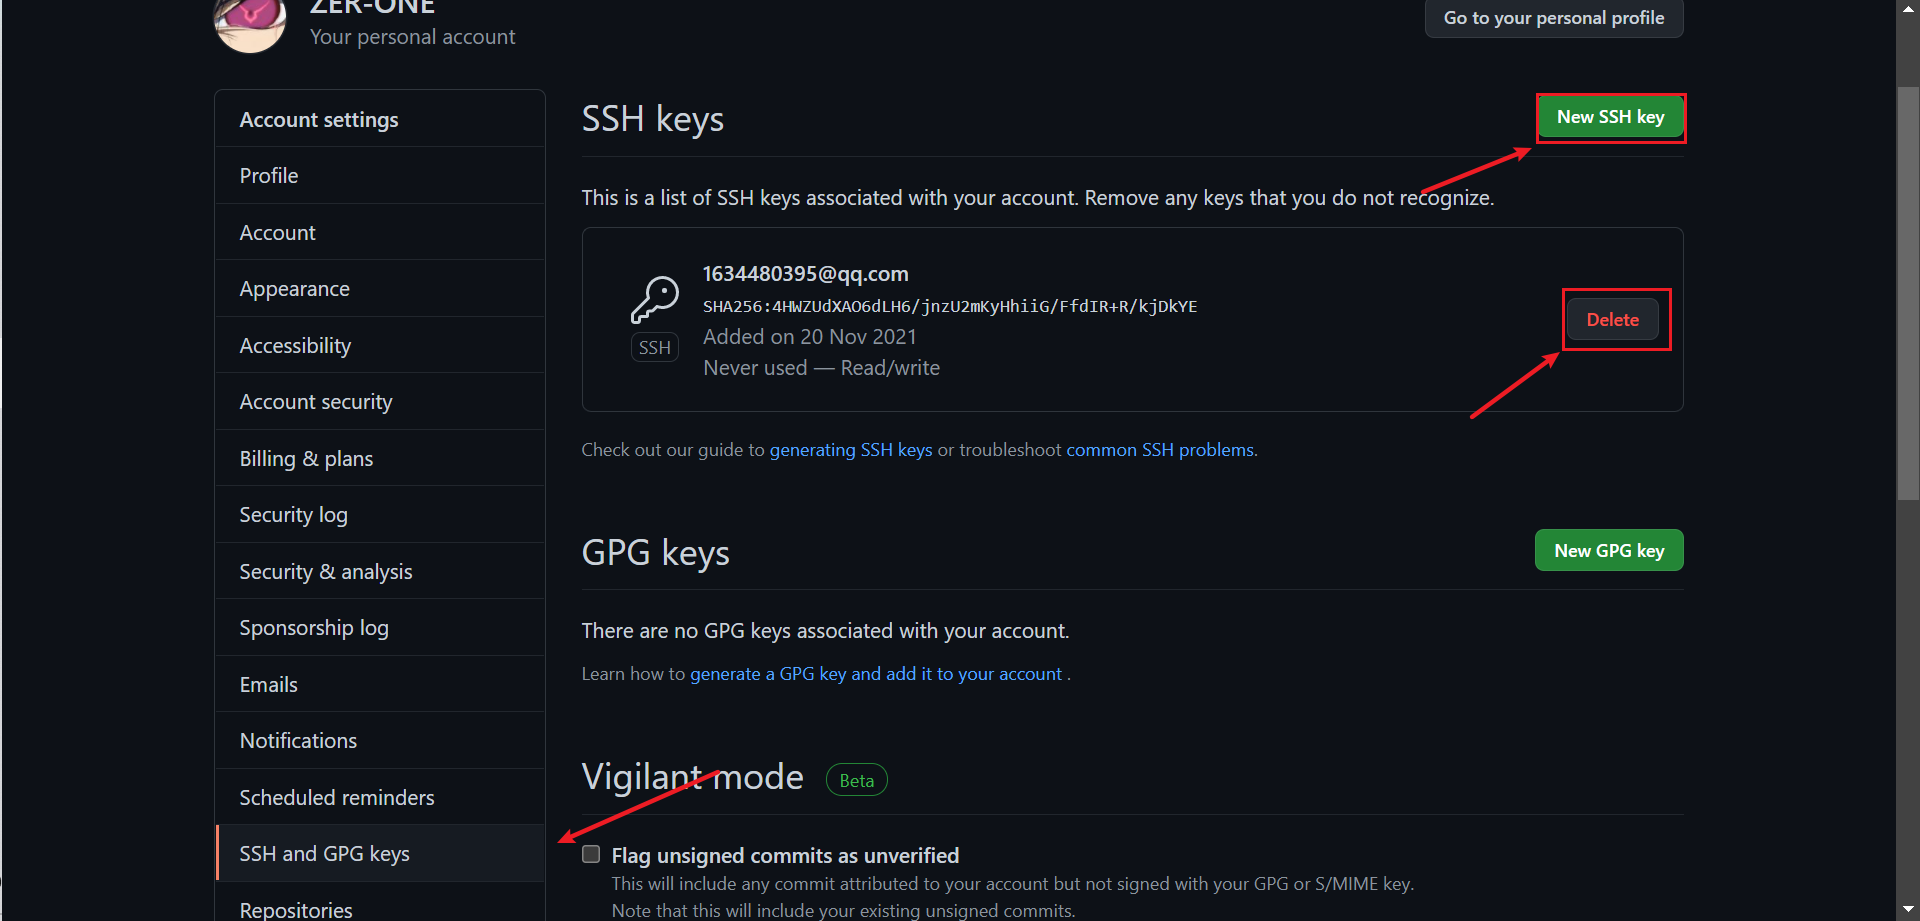 ZER-ONE
Your personal account
Go to your personal profile
Account settings
Profile
Account
Appearance
Accessibility
Account security
Billing & plans
Security log
Security & analysis
Sponsorship log
Emails
Notifications
Scheduled reminders
SSH and GPG keys
Repositories
SSH keys
New SSH key
This is a list of SSH keys associated with your account. Remove any keys that you do not recognize.
1634480395@qq.com
SHA256:4HWZUdXAO6dLH6/jnzU2mKyHhiiG/FfdIR+R/kjDkYE
Added on 20 Nov 2021
SSH
Never used — Read/write
Delete
Check out our guide to generating SSH keys or troubleshoot common SSH problems.
GPG keys
New GPG key
There are no GPG keys associated with your account.
Learn how to generate a GPG key and add it to your account .
Vigilant mode Beta
Flag unsigned commits as unverified
This will include any commit attributed to your account but not signed with your GPG or S/MIME key.
Note that this will include your existing unsigned commits.